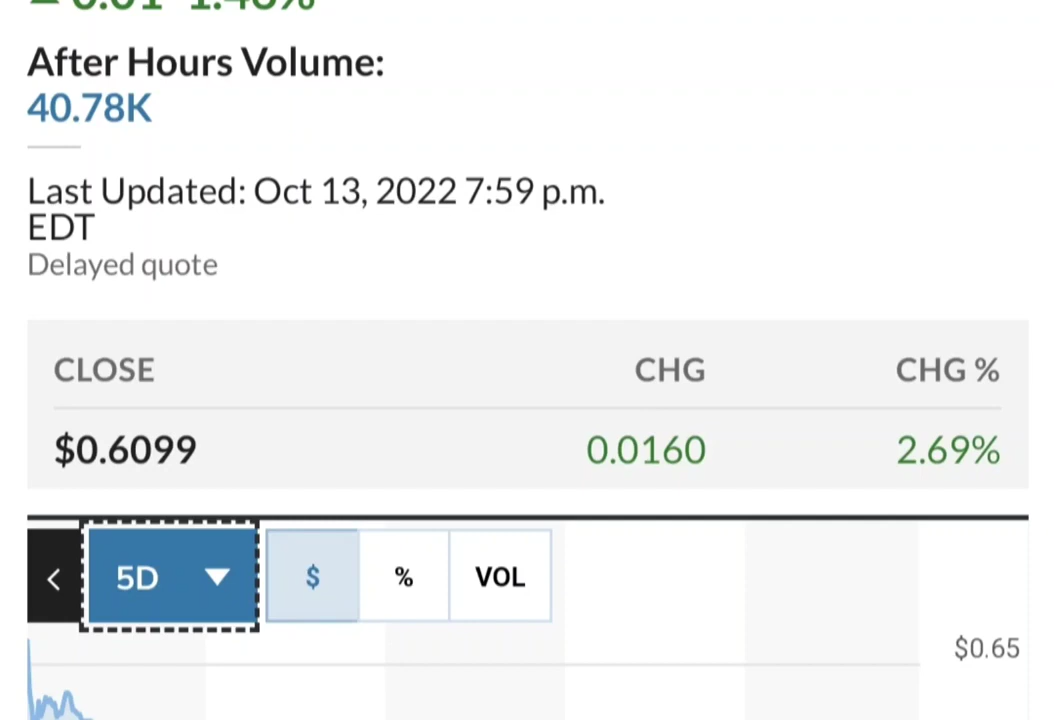 After Hours Volume:
40.78K
Last Updated: Oct 13, 2022 7:59 p.m.
EDT
Delayed quote
CLOSE CHG CHG %
$0.6099 0.0160 2.69%
5D $ % VOL
$0.65